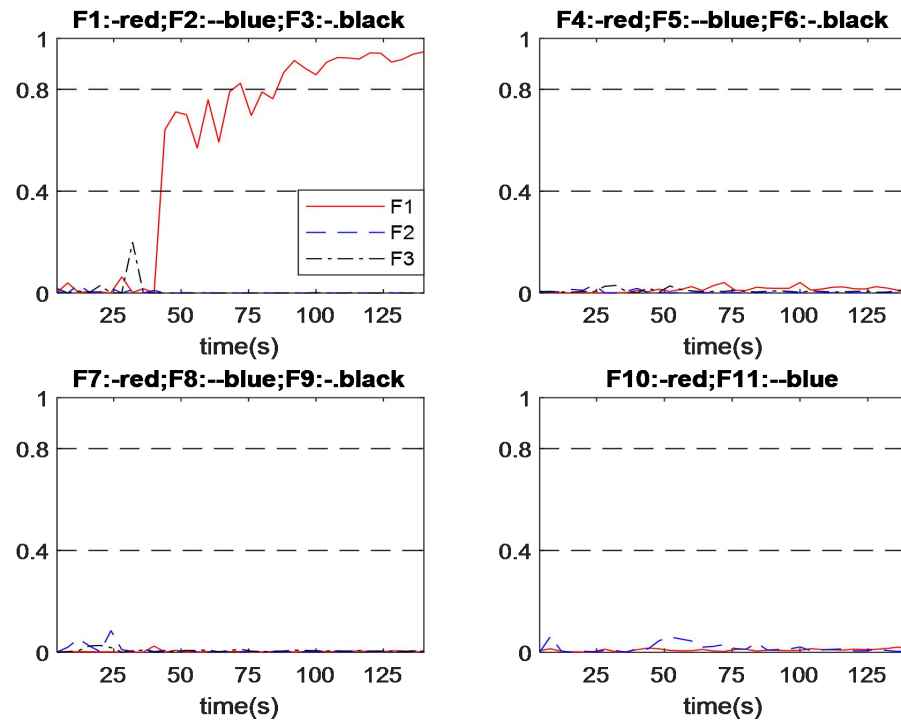 F1:-red;F2:--blue;F3:-.black
1
0.8
0.4
0
F1
F2
F3
25 50 75 100 125
time(s)
F4:-red;F5:--blue;F6:-.black
1
0.8
0.4
0
25 50 75 100 125
time(s)
F7:-red;F8:--blue;F9:-.black
1
0.8
0.4
0
25 50 75 100 125
time(s)
F10:-red;F11:--blue
1
0.8
0.4
0
25 50 75 100 125
time(s)